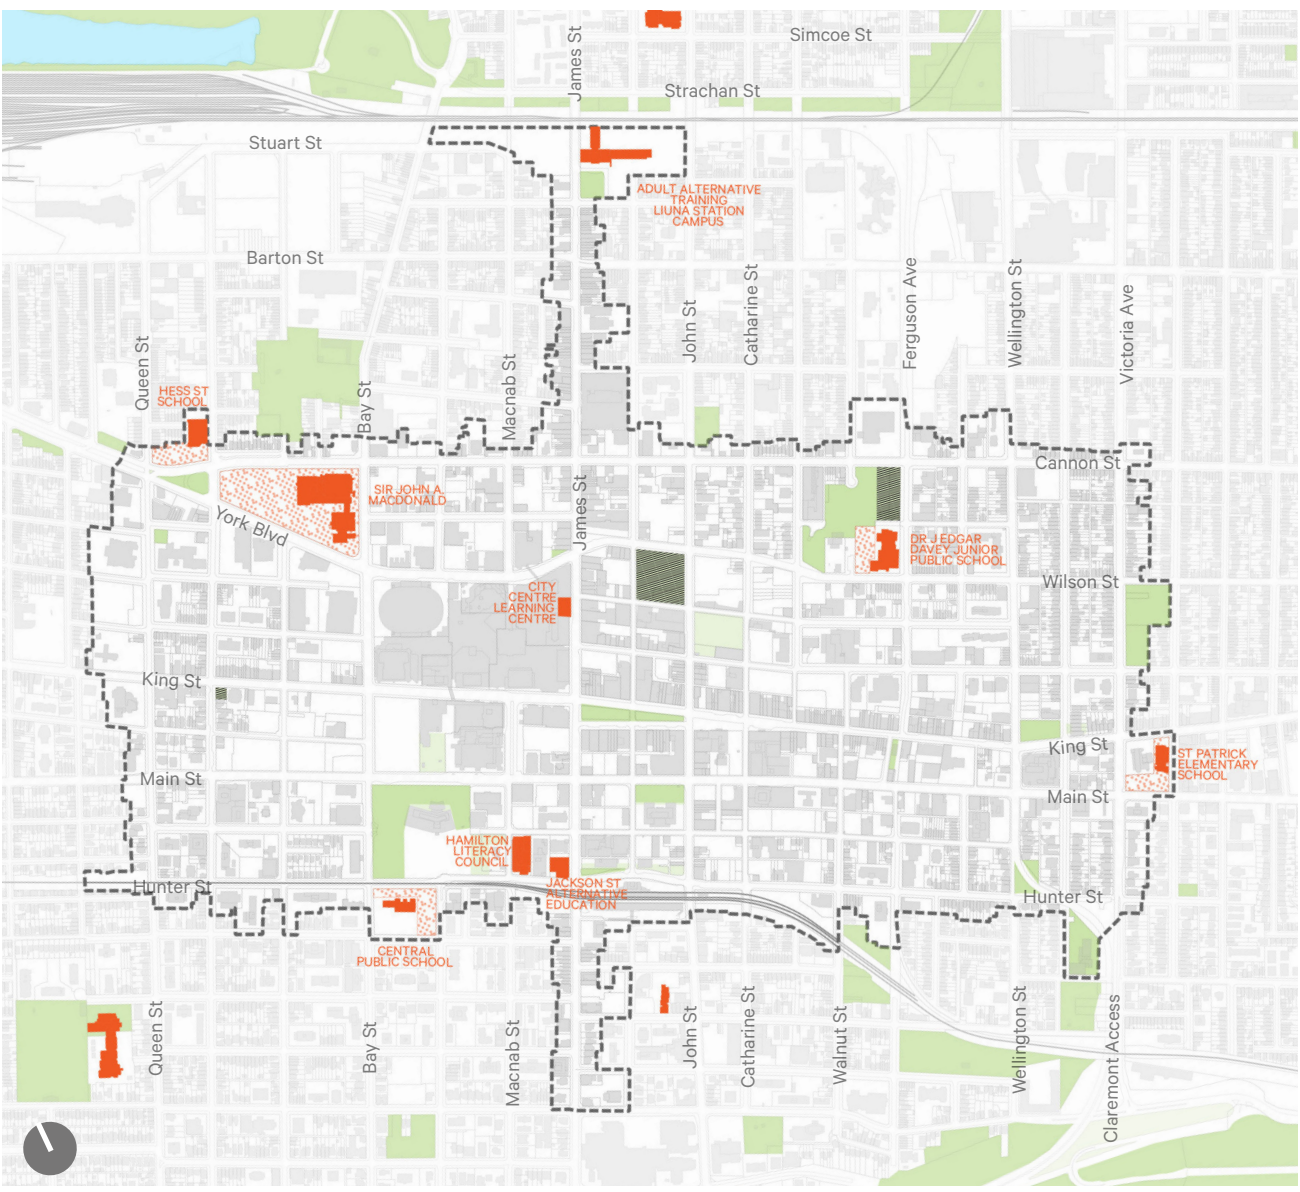 Simcoe St
James St
Strachan St
Stuart St
ADULT ALTERNATIVE
TRAINING
LIUNA STATION
CAMPUS
Barton St
Queen St
Bay St
Macnab St
John St
Catharine St
Ferguson Ave
Wellington St
Victoria Ave
HESS ST
SCHOOL
Cannon St
SIR JOHN A.
MACDONALD
York Blvd
James St
DR J EDGAR
DAVEY JUNIOR
PUBLIC SCHOOL
Wilson St
CITY
CENTRE
LEARNING
CENTRE
King St
King St
ST PATRICK
ELEMENTARY
SCHOOL
Main St
Main St
HAMILTON
LITERACY
COUNCIL
JACKSON ST
ALTERNATIVE
EDUCATION
Hunter St
Hunter St
CENTRAL
PUBLIC SCHOOL
Queen St
Bay St
Macnab St
John St
Catharine St
Walnut St
Wellington St
Claremont Access